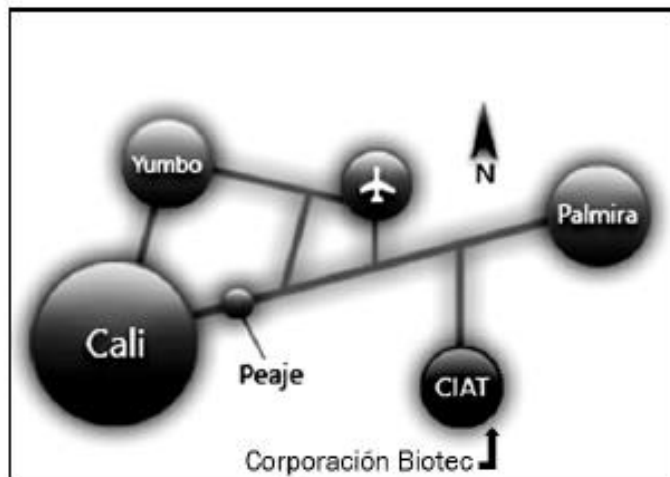 Yumbo
N
Palmira
Cali
Peaje
CIAT
Corporación Biotec